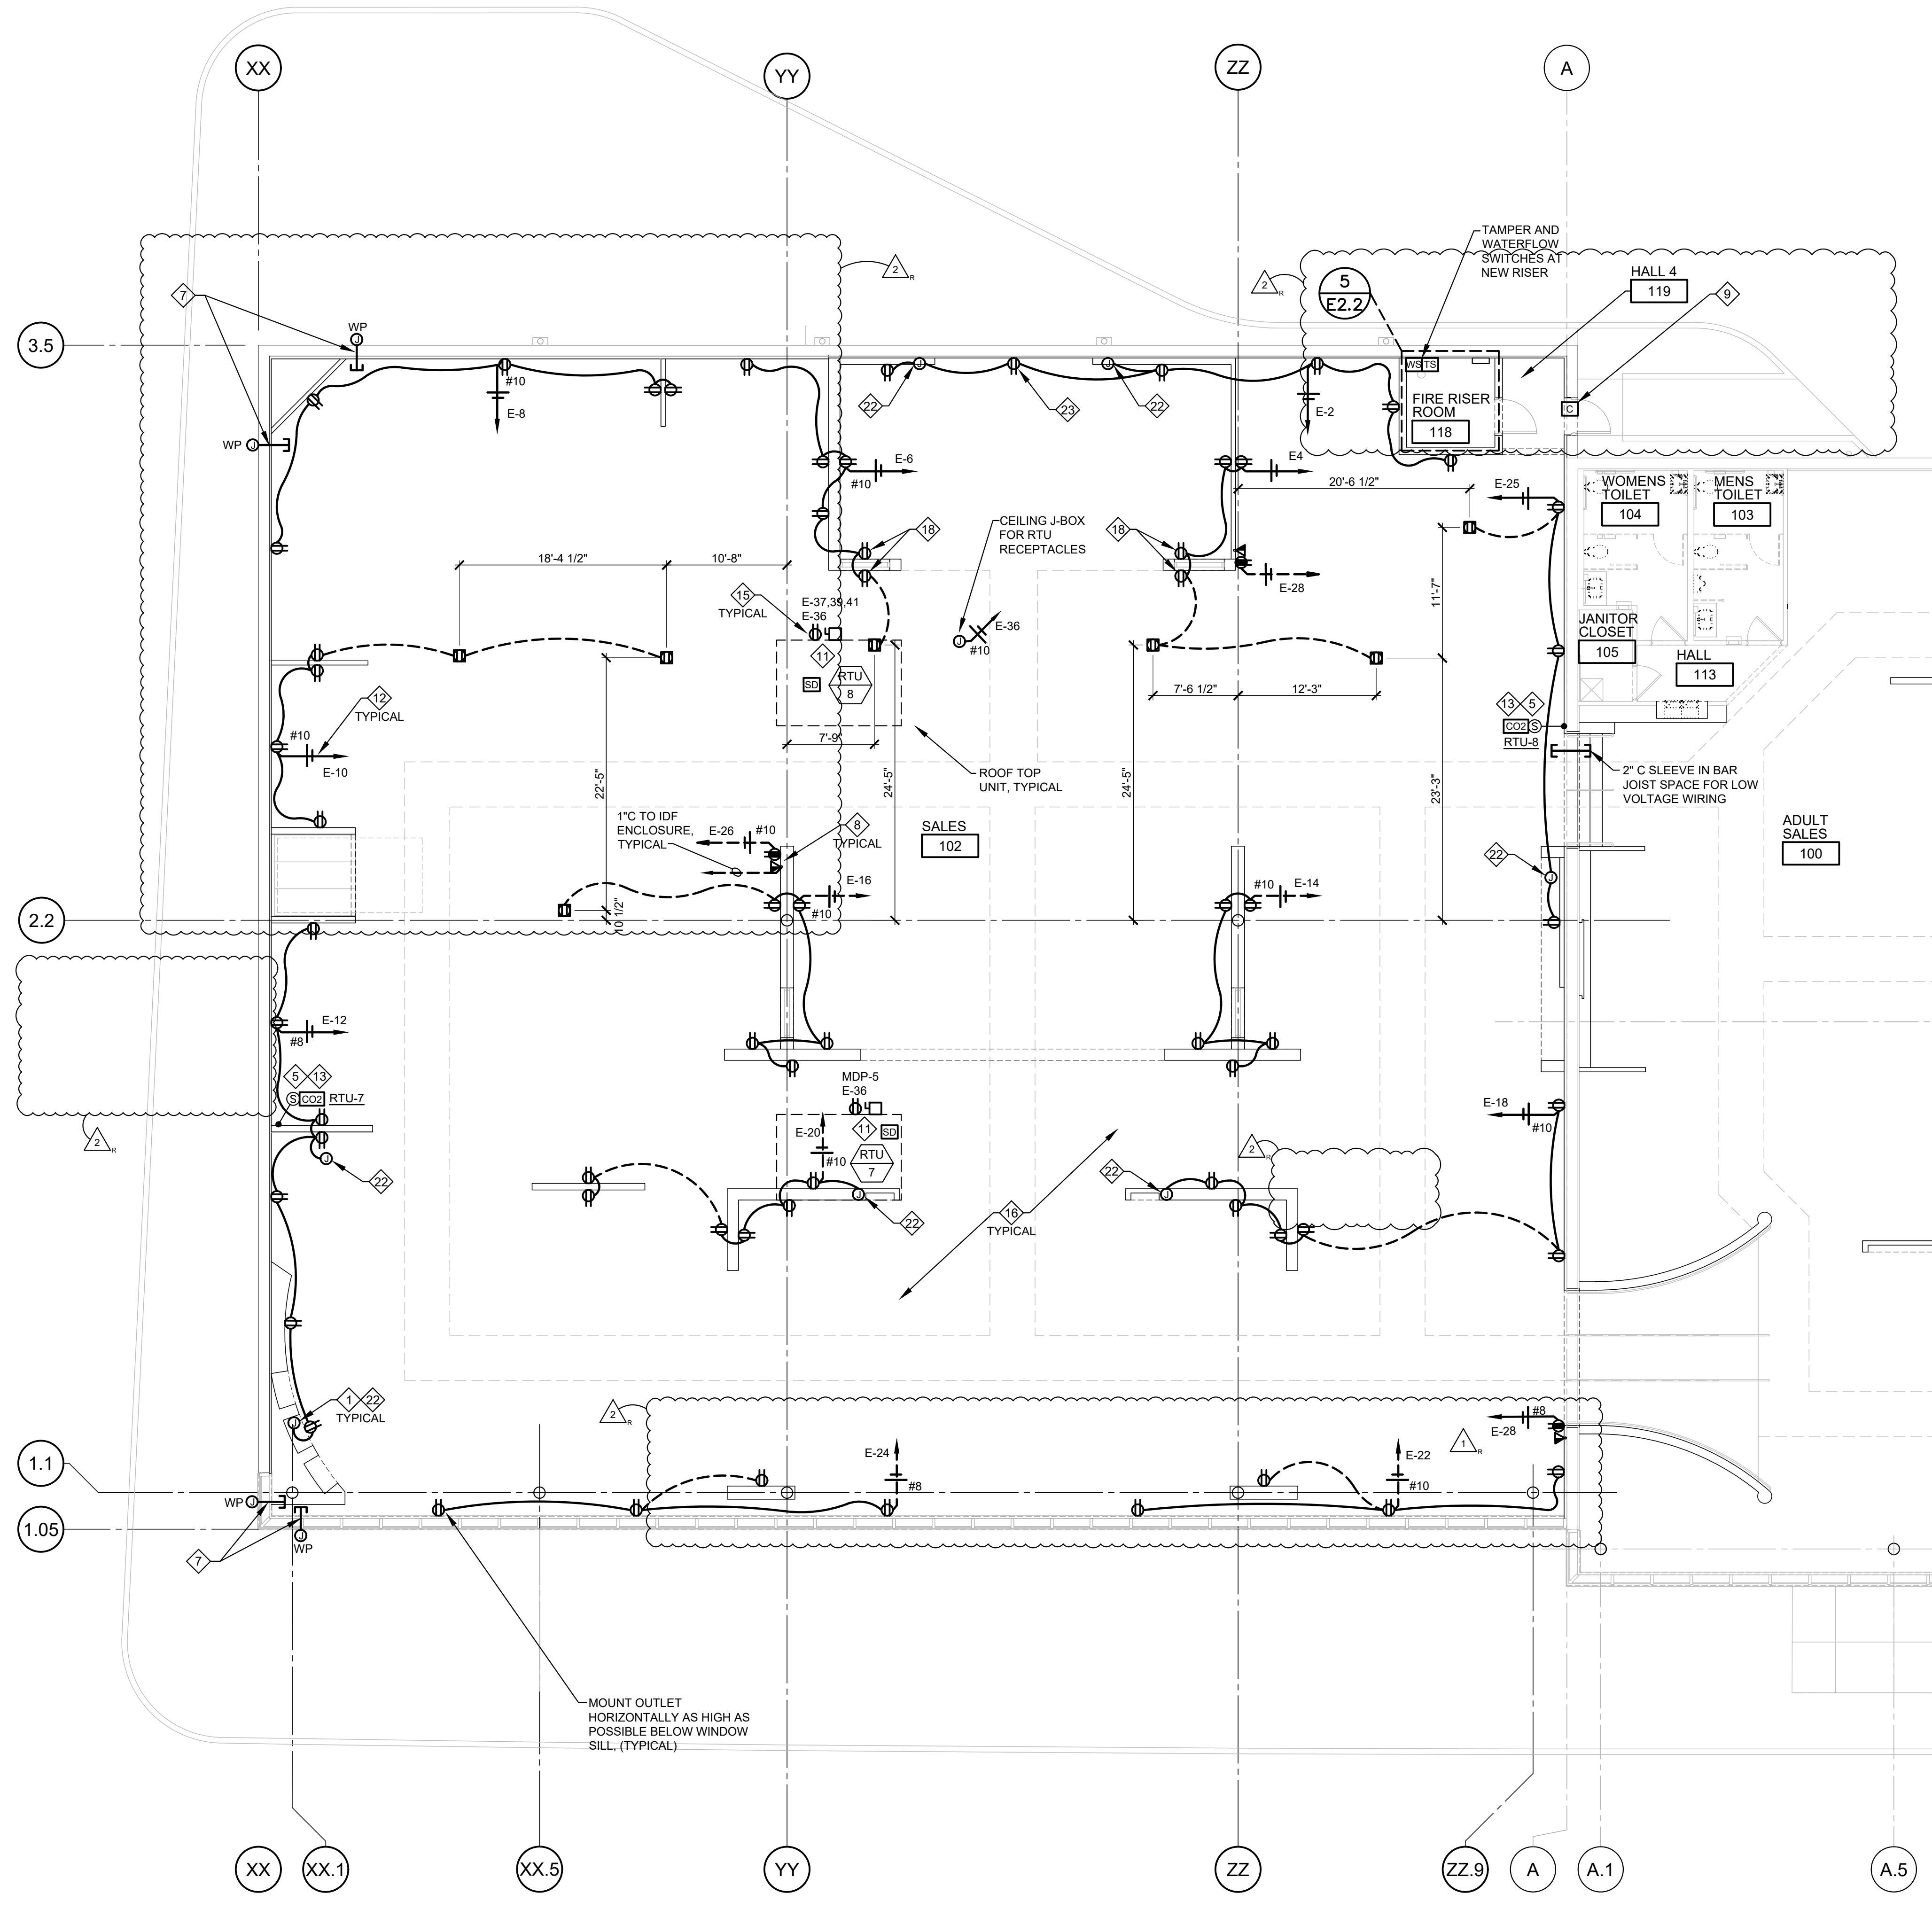 XX
YY
ZZ
A
TAMPER AND
WATERFLOW
SWITCHES AT
NEW RISER
2
R
2
R
5
E2.2
HALL 4
119
9
7
3.5
WP
J
WS TS
#10
E-8
22
J
23
J
22
E-2
FIRE RISER
ROOM
118
C
WP J
E-6
#10
E4
20'-6 1/2"
E-25
WOMENS
TOILET
104
MENS
TOILET
103
18
CEILING J-BOX
FOR RTU
RECEPTACLES
18
18'-4 1/2"
10'-8"
E-28
11'-7"
15
TYPICAL
E-37,39,41
E-36
E-36
J
#10
JANITOR
CLOSET
105
11
SD
RTU
8
HALL
113
12
TYPICAL
7'-6 1/2"
12'-3"
13 5
CO2 S
RTU-8
#10
E-10
7'-9"
22'-5"
24'-5"
24'-5"
23'-3"
ROOF TOP
UNIT, TYPICAL
2" C SLEEVE IN BAR
JOIST SPACE FOR LOW
VOLTAGE WIRING
1"C TO IDF
ENCLOSURE,
TYPICAL
E-26
#10
8
TYPICAL
SALES
102
ADULT
SALES
100
22
J
E-16
#10
#10
E-14
10 1/2"
2.2
E-12
#8
5 13
S CO2 RTU-7
MDP-5
E-36
2
R
E-20
#10
11
SD
RTU
7
E-18
#10
2
R
J
22
J
22
22
J
16
TYPICAL
1 22
TYPICAL
J
2
R
#8
E-28
1
R
E-24
#8
E-22
#10
1.1
WP J
1.05
J
WP
7
MOUNT OUTLET
HORIZONTALLY AS HIGH AS
POSSIBLE BELOW WINDOW
SILL, (TYPICAL)
XX
XX.1
XX.5
YY
ZZ
ZZ.9
A
A.1
A.5